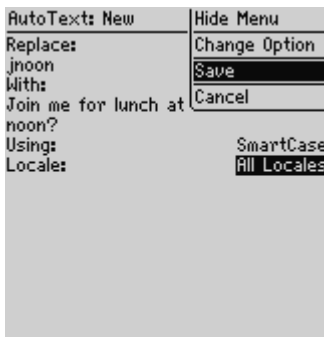 AutoText: New
Hide Menu
Change Option
Save
Cancel
Replace:
jnoon
With:
Join me for lunch at
noon?
Using: SmartCase
Locale: All Locales